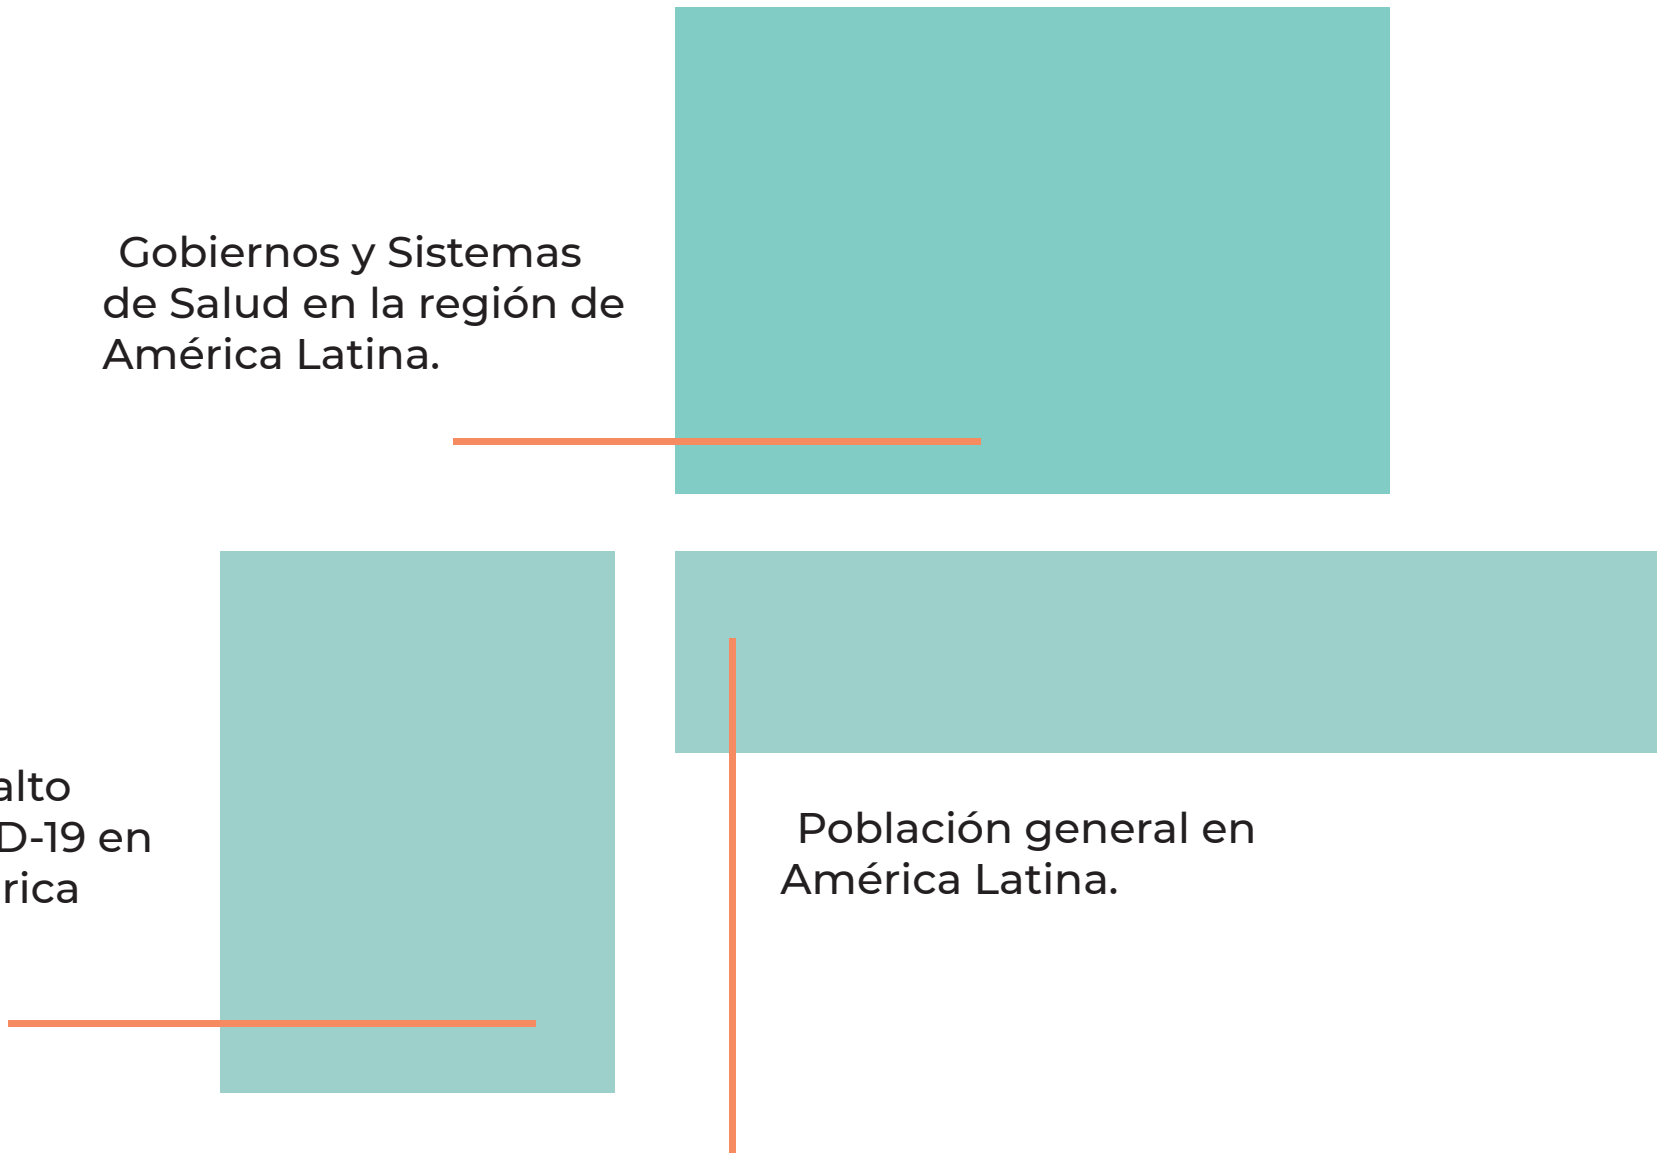 Gobiernos y Sistemas
de Salud en la región de
América Latina.
alto
D-19 en
rica
Población general en
América Latina.